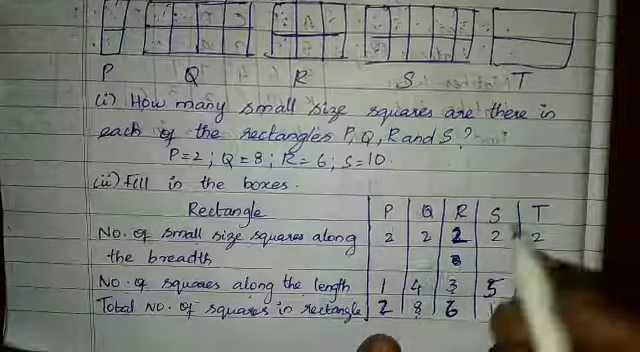 P Q R S T
(i) How many small size squares are there in
each of the rectangles P, Q, R and S?
P=2; Q=8; R=6; S=10.
(ii) Fill in the boxes.
Rectangle P Q R S T
No. of small size squares along 2 2 2 2 2
the breadth
No. of squares along the length 1 4 3 5
Total No. of squares in rectangle 2 8 6